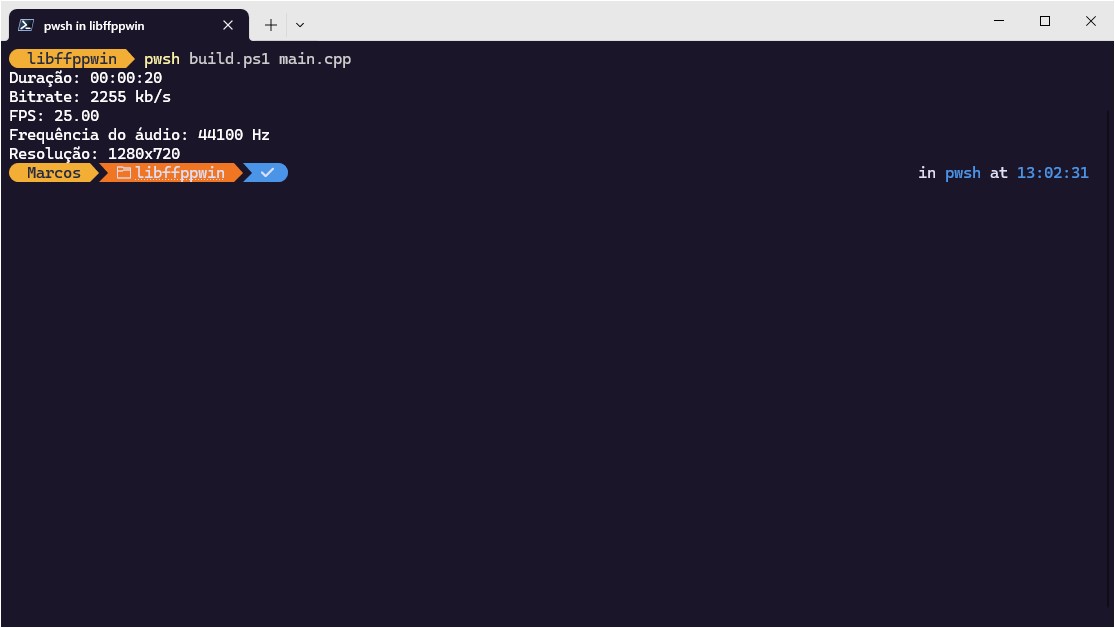 pwsh in libffppwin
libffppwin pwsh build.ps1 main.cpp
Duração: 00:00:20
Bitrate: 2255 kb/s
FPS: 25.00
Frequência do áudio: 44100 Hz
Resolução: 1280x720
Marcos libffppwin in pwsh at 13:02:31